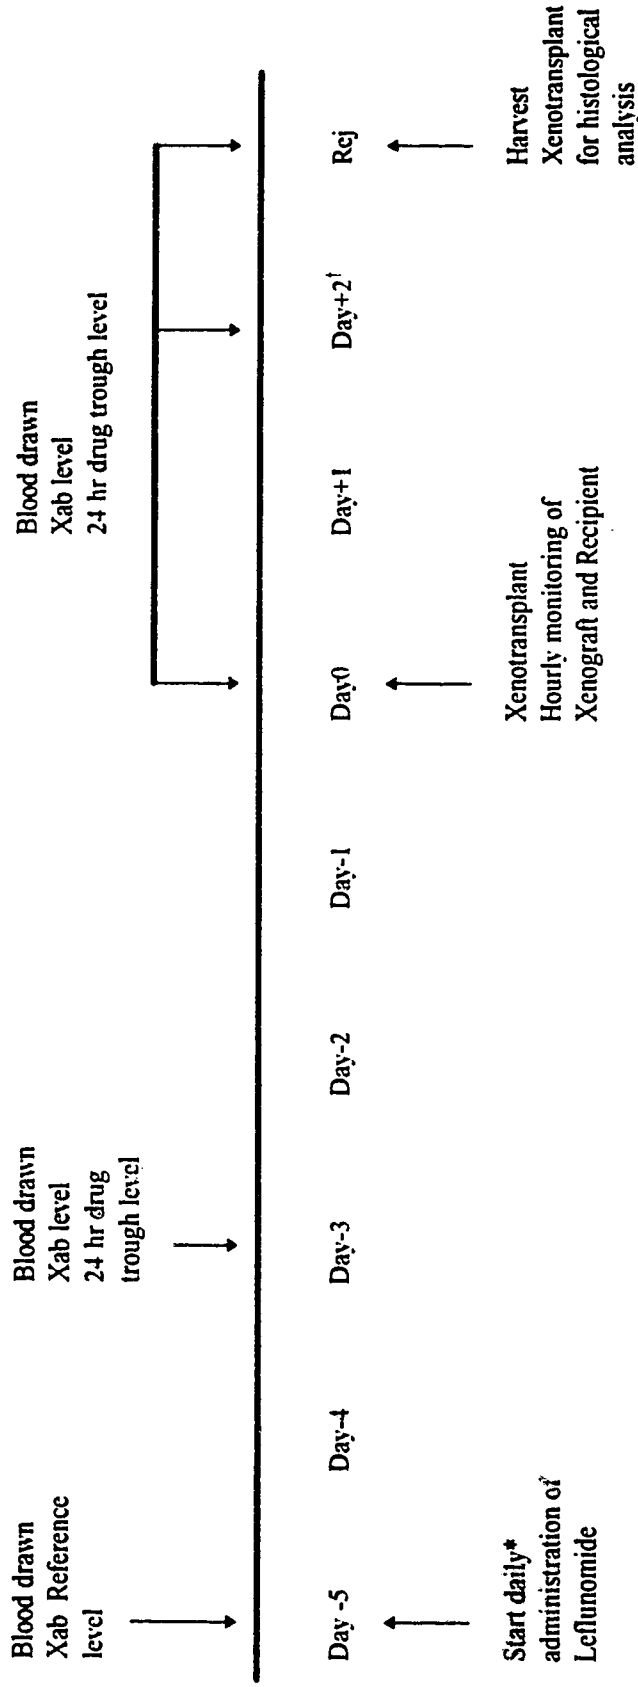 Blood drawn
Xab Reference
level
Blood drawn
Xab level
24 hr drug
trough level
Blood drawn
Xab level
24 hr drug trough level
Day -5
Day-4
Day-3
Day-2
Day-1
Day0
Day+1
Day+2†
Rej
Start daily*
administration of
Leflunomide
Xenotransplant
Hourly monitoring of
Xenograft and Recipient
Harvest
Xenotransplant
for histological
analysis